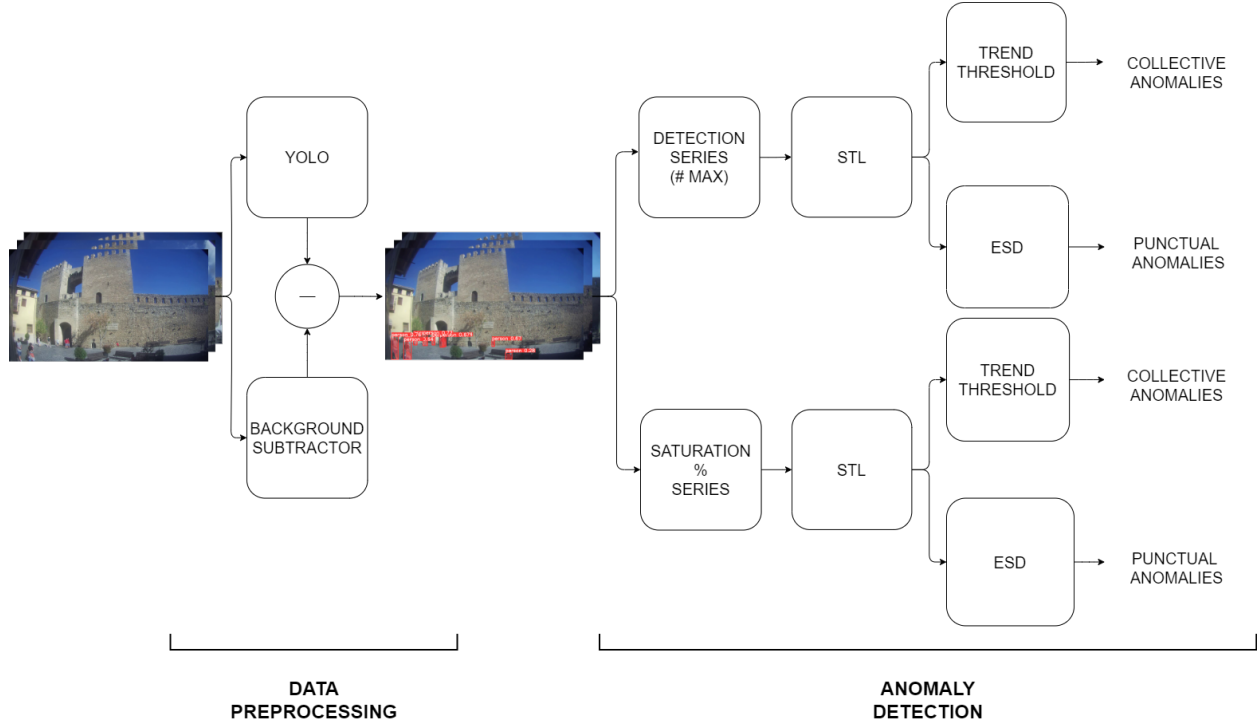 YOLO
BACKGROUND
SUBTRACTOR
DETECTION
SERIES
(# MAX)
STL
TREND
THRESHOLD
COLLECTIVE
ANOMALIES
ESD
PUNCTUAL
ANOMALIES
SATURATION
%
SERIES
STL
TREND
THRESHOLD
COLLECTIVE
ANOMALIES
ESD
PUNCTUAL
ANOMALIES
DATA
PREPROCESSING
ANOMALY
DETECTION